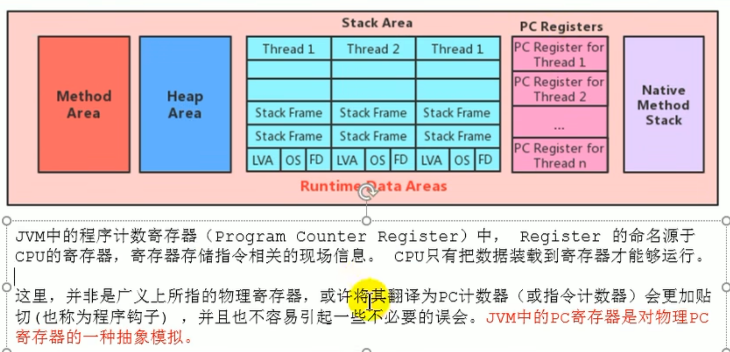 Stack Area
PC Registers
Method Area
Heap Area
Thread 1 Thread 2 Thread 1
Stack Frame Stack Frame Stack Frame
Stack Frame Stack Frame Stack Frame
LVA OS FD LVA OS FD LVA OS FD
PC Register for Thread 1
PC Register for Thread 2
...
PC Register for Thread n
Native Method Stack
Runtime Data Areas
JVM中的程序计数寄存器（Program Counter Register）中， Register 的命名源于
CPU的寄存器，寄存器存储指令相关的现场信息。 CPU只有把数据装载到寄存器才能够运行。
这里，并非是广义上所指的物理寄存器，或许将其翻译为PC计数器（或指令计数器）会更加贴
切(也称为程序钩子），并且也不容易引起一些不必要的误会。JVM中的PC寄存器是对物理PC
寄存器的一种抽象模拟。